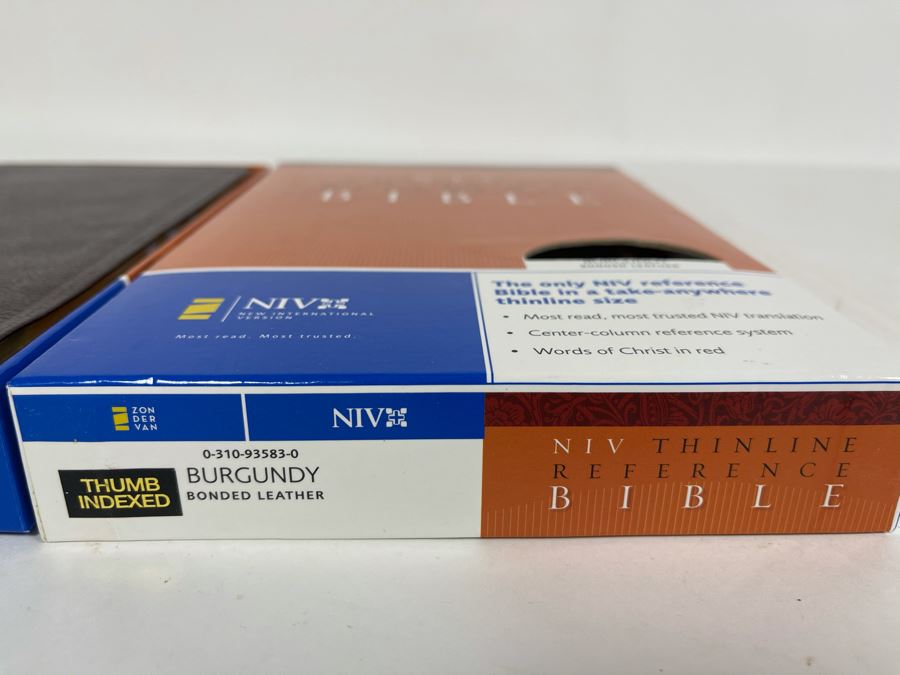 BIBLE
BONDED LEATHER
NIV
NEW INTERNATIONAL
VERSION
Most read. Most trusted.
The only NIV reference
Bible in a take-anywhere
thinline size
• Most read, most trusted NIV translation
• Center-column reference system
• Words of Christ in red
ZON
DER
VAN
NIV
0-310-93583-0
THUMB
INDEXED
BURGUNDY
BONDED LEATHER
NIV THINLINE
REFERENCE
BIBLE